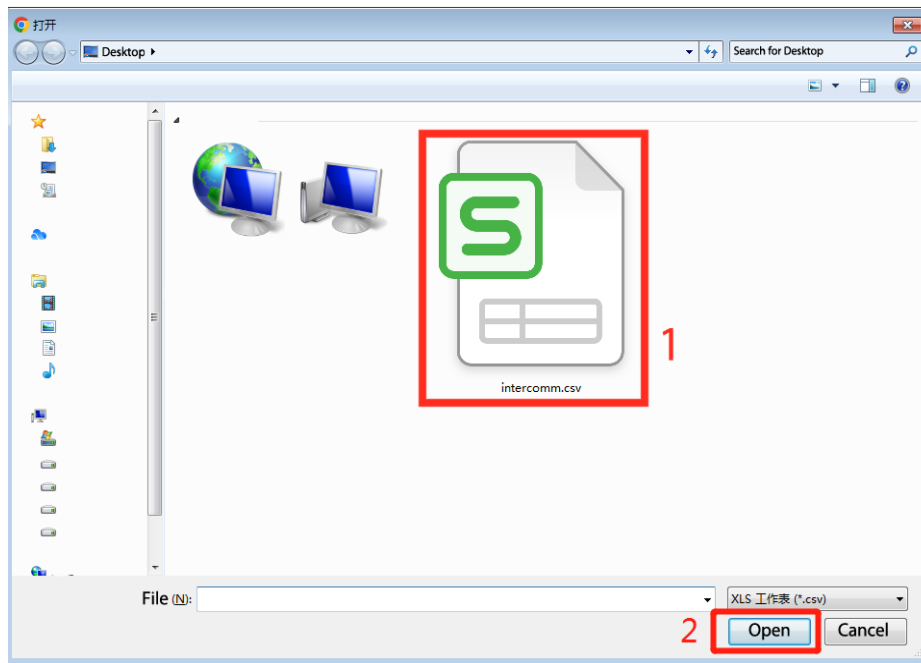 打开
Desktop
Search for Desktop
S
1
intercomm.csv
File (N):
XLS 工作表 (*.csv)
2
Open
Cancel